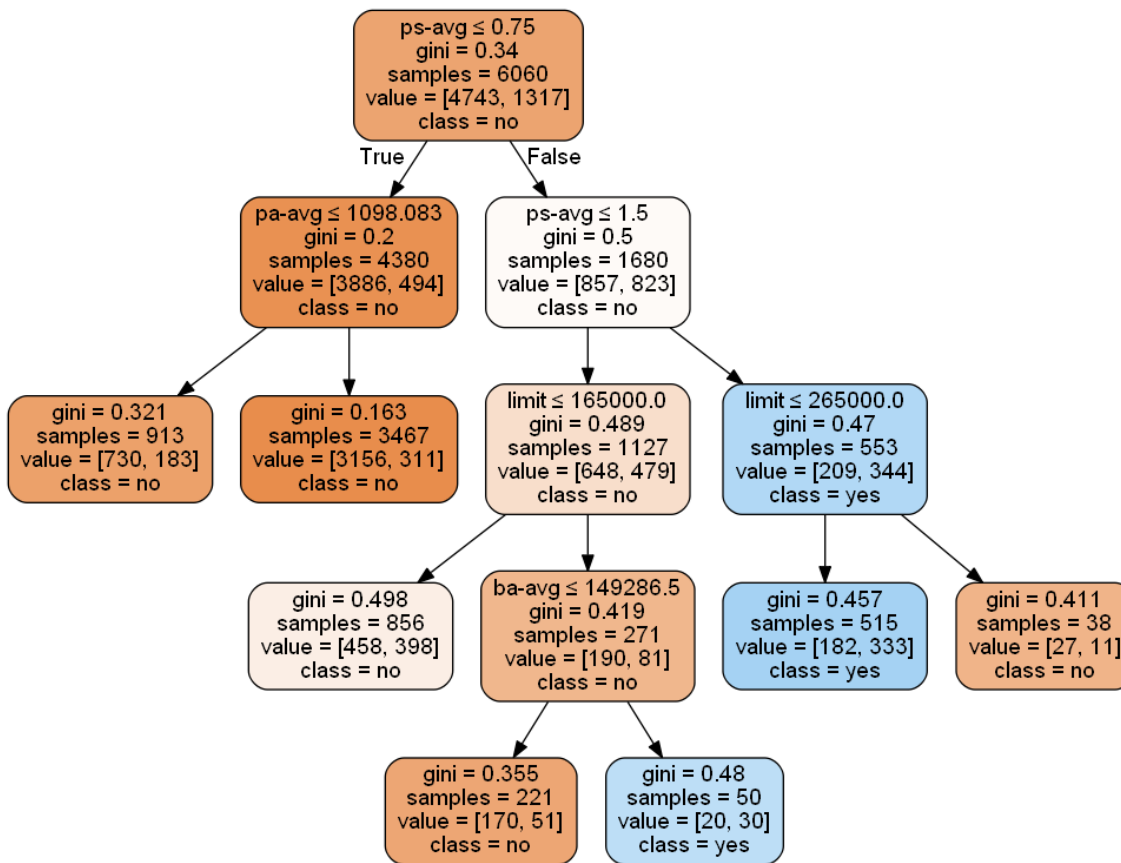 ps-avg ≤ 0.75
gini = 0.34
samples = 6060
value = [4743, 1317]
class = no
True
False
pa-avg ≤ 1098.083
gini = 0.2
samples = 4380
value = [3886, 494]
class = no
ps-avg ≤ 1.5
gini = 0.5
samples = 1680
value = [857, 823]
class = no
gini = 0.321
samples = 913
value = [730, 183]
class = no
gini = 0.163
samples = 3467
value = [3156, 311]
class = no
limit ≤ 165000.0
gini = 0.489
samples = 1127
value = [648, 479]
class = no
limit ≤ 265000.0
gini = 0.47
samples = 553
value = [209, 344]
class = yes
gini = 0.498
samples = 856
value = [458, 398]
class = no
ba-avg ≤ 149286.5
gini = 0.419
samples = 271
value = [190, 81]
class = no
gini = 0.457
samples = 515
value = [182, 333]
class = yes
gini = 0.411
samples = 38
value = [27, 11]
class = no
gini = 0.355
samples = 221
value = [170, 51]
class = no
gini = 0.48
samples = 50
value = [20, 30]
class = yes